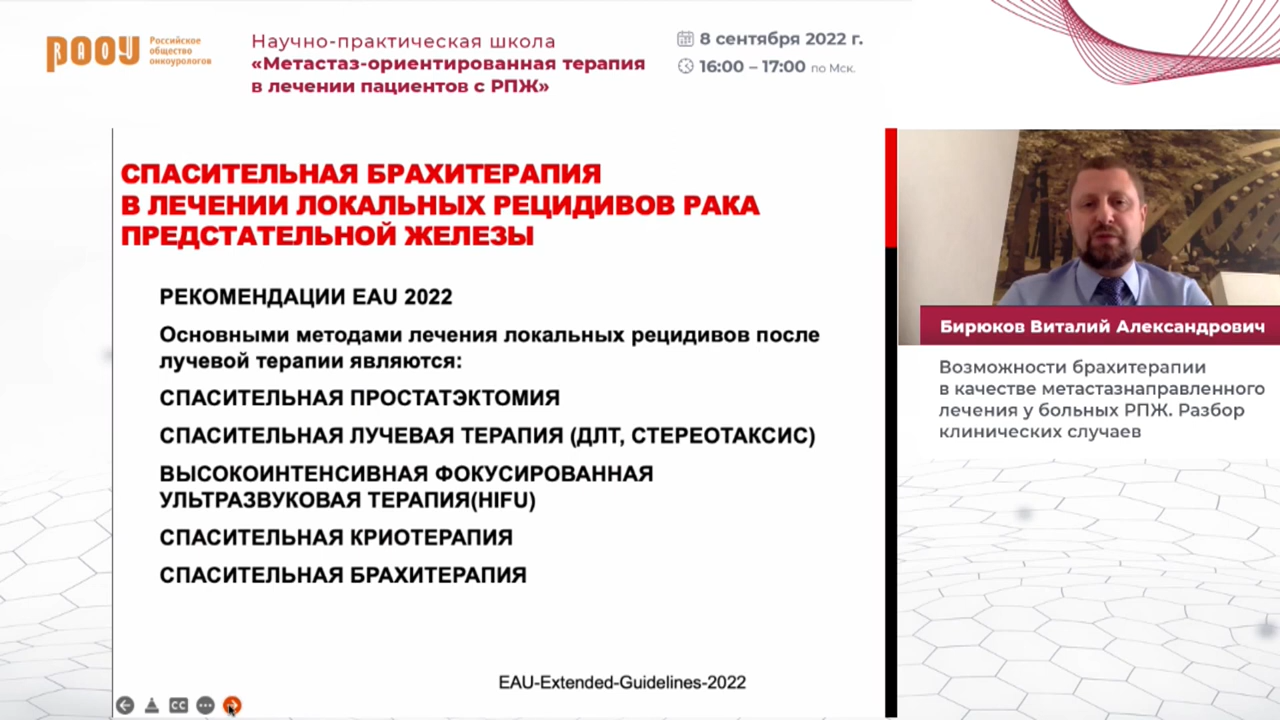 РАОУ
Российское
общество
онкоурологов
Научно-практическая школа
«Метастаз-ориентированная терапия
в лечении пациентов с РПЖ»
8 сентября 2022 г.
16:00 – 17:00 по Мск.
СПАСИТЕЛЬНАЯ БРАХИТЕРАПИЯ
В ЛЕЧЕНИИ ЛОКАЛЬНЫХ РЕЦИДИВОВ РАКА
ПРЕДСТАТЕЛЬНОЙ ЖЕЛЕЗЫ
РЕКОМЕНДАЦИИ EAU 2022
Основными методами лечения локальных рецидивов после
лучевой терапии являются:
СПАСИТЕЛЬНАЯ ПРОСТАТЭКТОМИЯ
СПАСИТЕЛЬНАЯ ЛУЧЕВАЯ ТЕРАПИЯ (ДЛТ, СТЕРЕОТАКСИС)
ВЫСОКОИНТЕНСИВНАЯ ФОКУСИРОВАННАЯ
УЛЬТРАЗВУКОВАЯ ТЕРАПИЯ(HIFU)
СПАСИТЕЛЬНАЯ КРИОТЕРАПИЯ
СПАСИТЕЛЬНАЯ БРАХИТЕРАПИЯ
EAU-Extended-Guidelines-2022
CC
Бирюков Виталий Александрович
Возможности брахитерапии
в качестве метастазнаправленного
лечения у больных РПЖ. Разбор
клинических случаев